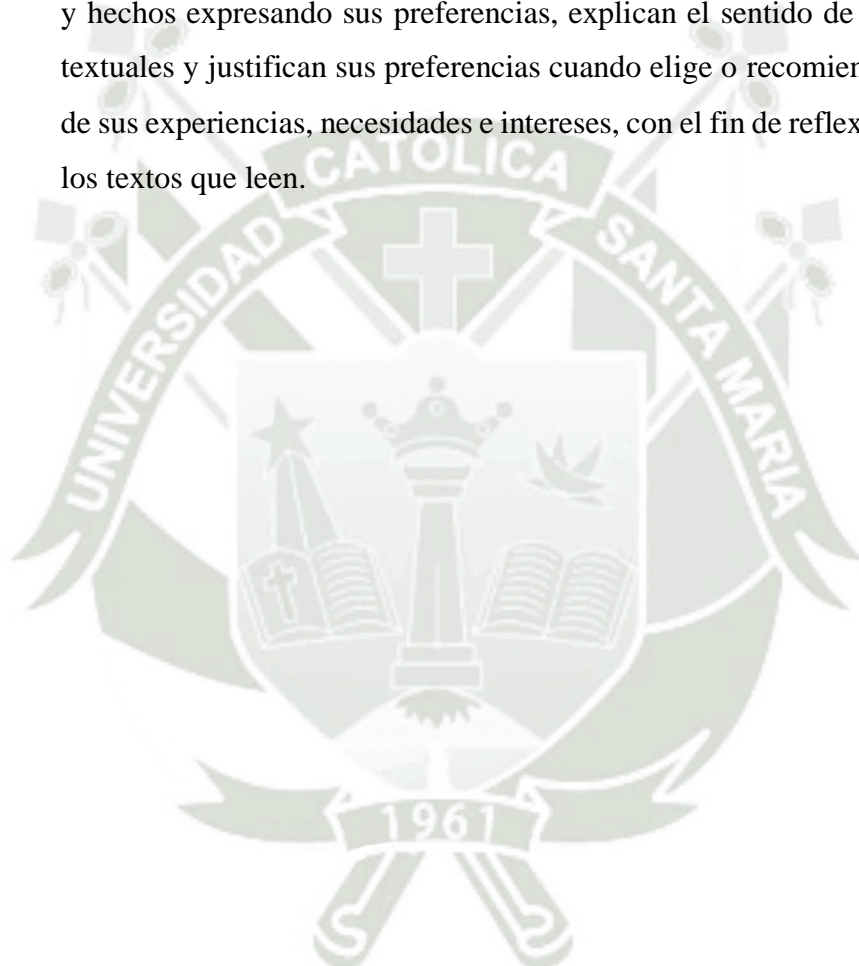 y hechos expresando sus preferencias, explican el sentido de
textuales y justifican sus preferencias cuando elige o recomien
de sus experiencias, necesidades e intereses, con el fin de reflex
los textos que leen.
UNIVERSIDAD CATOLICA SANTA MARIA
1961